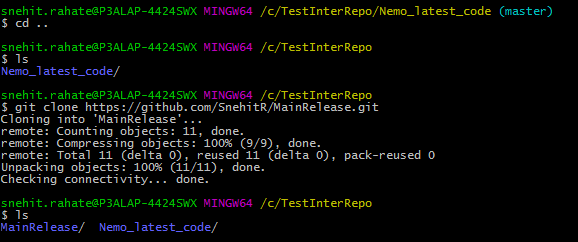 snehit.rahate@P3ALAP-4424SWX MINGW64 /c/TestInterRepo/Nemo_latest_code (master)
$ cd ..
snehit.rahate@P3ALAP-4424SWX MINGW64 /c/TestInterRepo
$ ls
Nemo_latest_code/
snehit.rahate@P3ALAP-4424SWX MINGW64 /c/TestInterRepo
$ git clone https://github.com/SnehitR/MainRelease.git
Cloning into 'MainRelease'...
remote: Counting objects: 11, done.
remote: Compressing objects: 100% (9/9), done.
remote: Total 11 (delta 0), reused 11 (delta 0), pack-reused 0
Unpacking objects: 100% (11/11), done.
Checking connectivity... done.
snehit.rahate@P3ALAP-4424SWX MINGW64 /c/TestInterRepo
$ ls
MainRelease/  Nemo_latest_code/